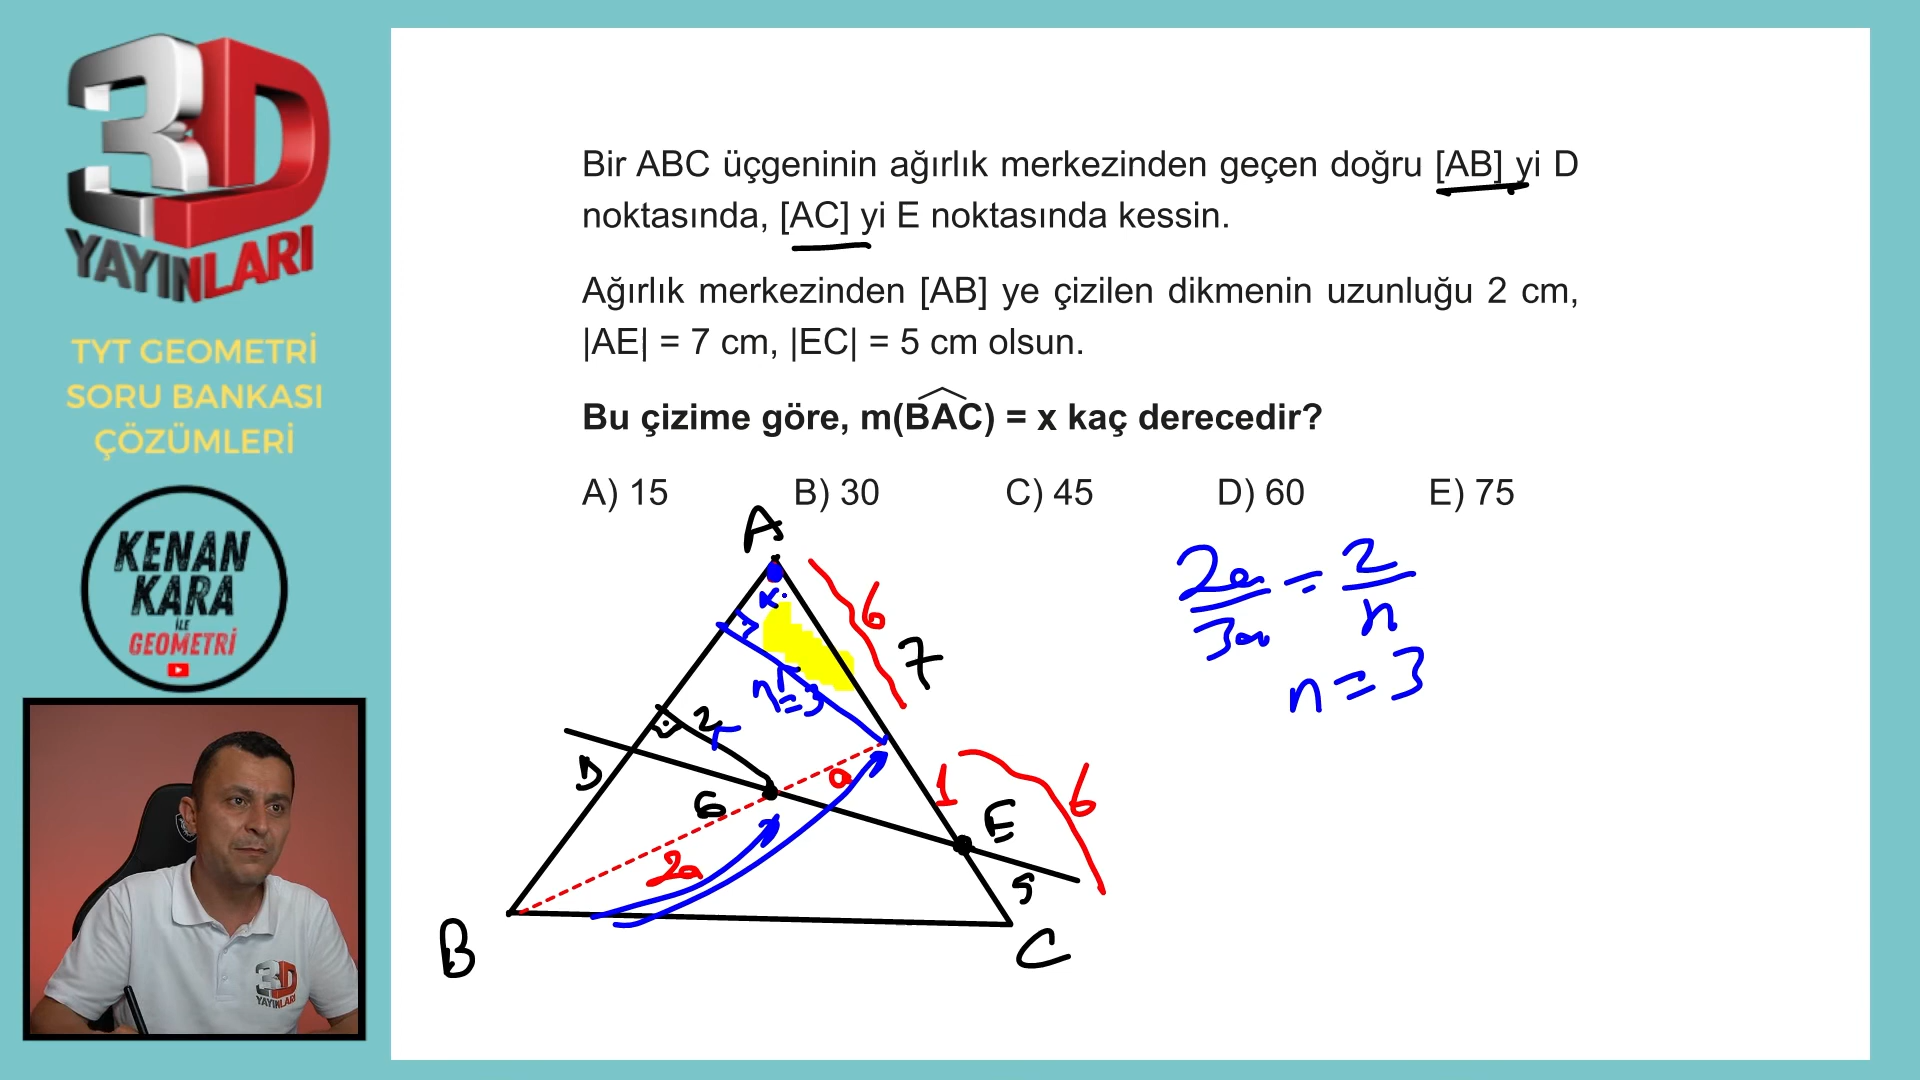 3D
YAYINLARI
TYT GEOMETRİ
SORU BANKASI
ÇÖZÜMLERİ
KENAN
KARA
İLE
GEOMETRİ
3D
YAYINLARI
Bir ABC üçgeninin ağırlık merkezinden geçen doğru [AB] yi D
noktasında, [AC] yi E noktasında kessin.
Ağırlık merkezinden [AB] ye çizilen dikmenin uzunluğu 2 cm,
|AE| = 7 cm, |EC| = 5 cm olsun.
Bu çizime göre, m(BAC) = x kaç derecedir?
A) 15 B) 30 C) 45 D) 60 E) 75
A
x
6
7
n
=3
2
D
G
a
1
E
6
2a
5
B
C
2a/3a = 2/n
n=3